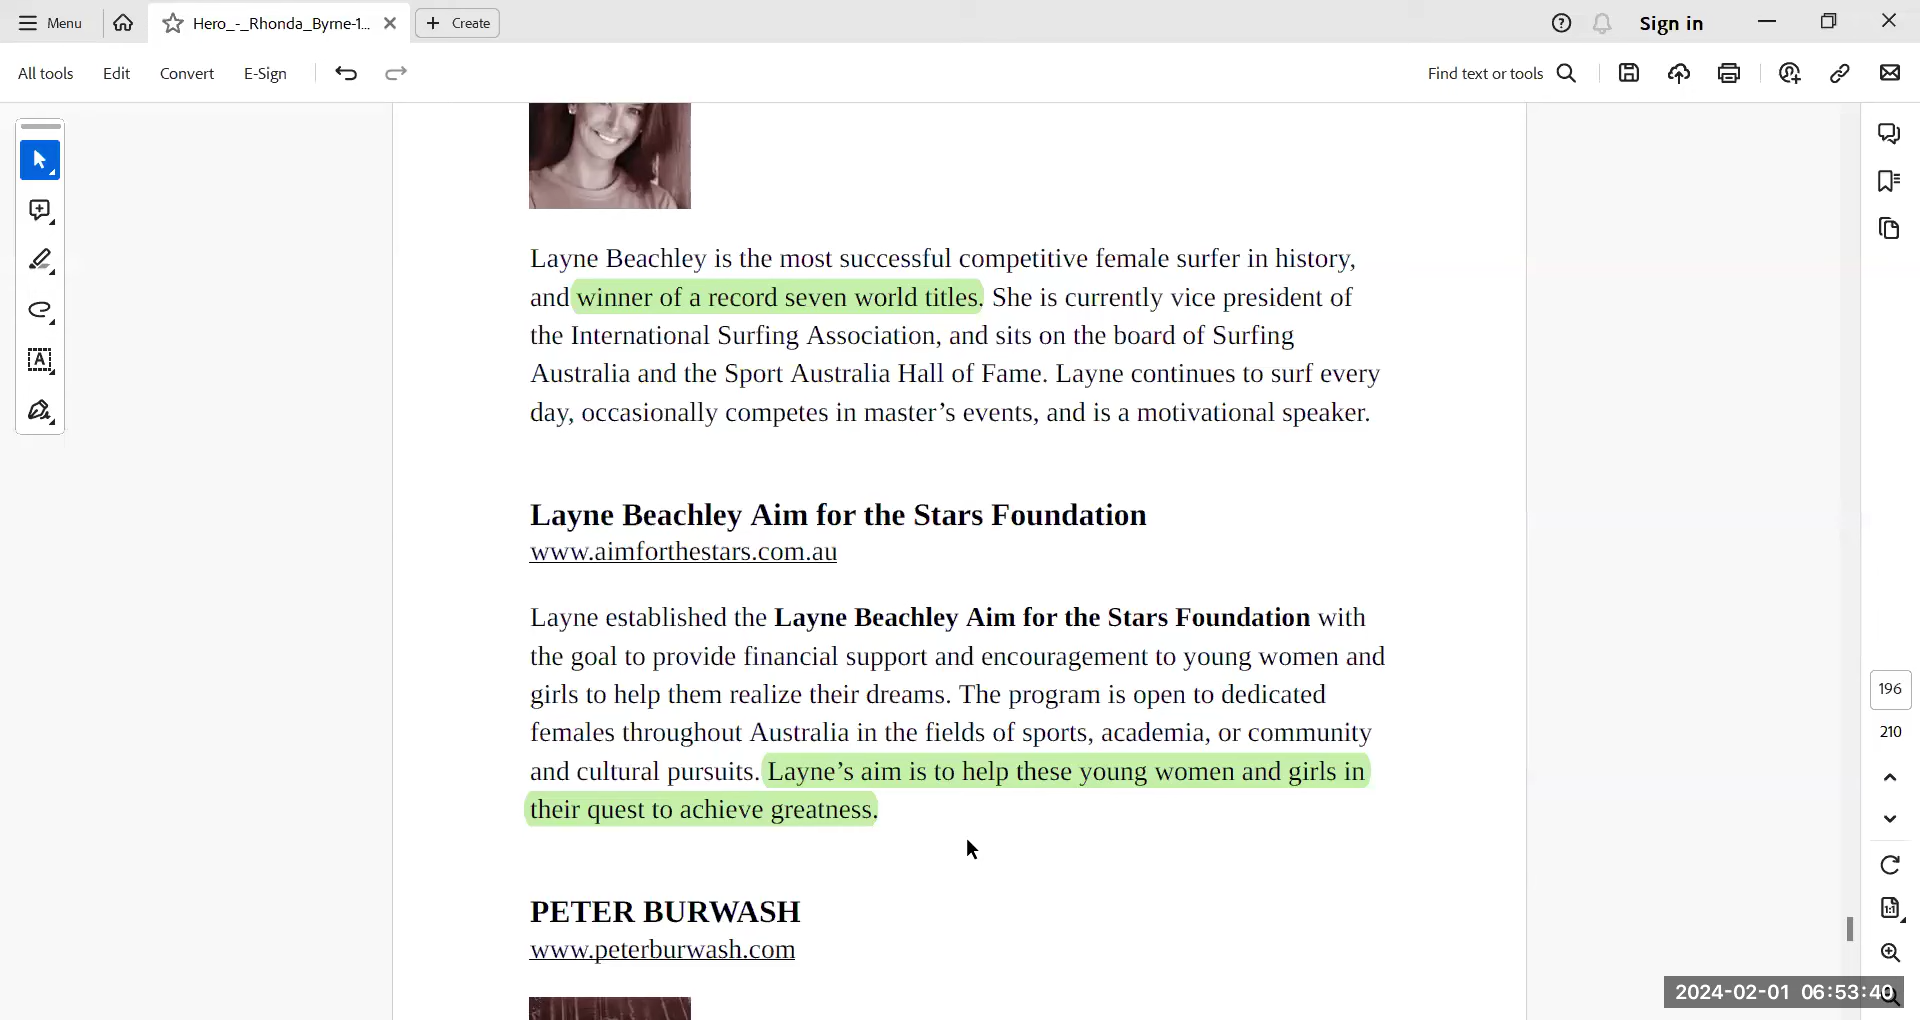 Menu
Hero_-_Rhonda_Byrne-1...
Create
Sign in
All tools
Edit
Convert
E-Sign
Find text or tools
Layne Beachley is the most successful competitive female surfer in history,
and winner of a record seven world titles. She is currently vice president of
the International Surfing Association, and sits on the board of Surfing
Australia and the Sport Australia Hall of Fame. Layne continues to surf every
day, occasionally competes in master’s events, and is a motivational speaker.
Layne Beachley Aim for the Stars Foundation
www.aimforthestars.com.au
Layne established the Layne Beachley Aim for the Stars Foundation with
the goal to provide financial support and encouragement to young women and
girls to help them realize their dreams. The program is open to dedicated
females throughout Australia in the fields of sports, academia, or community
and cultural pursuits. Layne’s aim is to help these young women and girls in
their quest to achieve greatness.
PETER BURWASH
www.peterburwash.com
196
210
1:1
2024-02-01 06:53:40